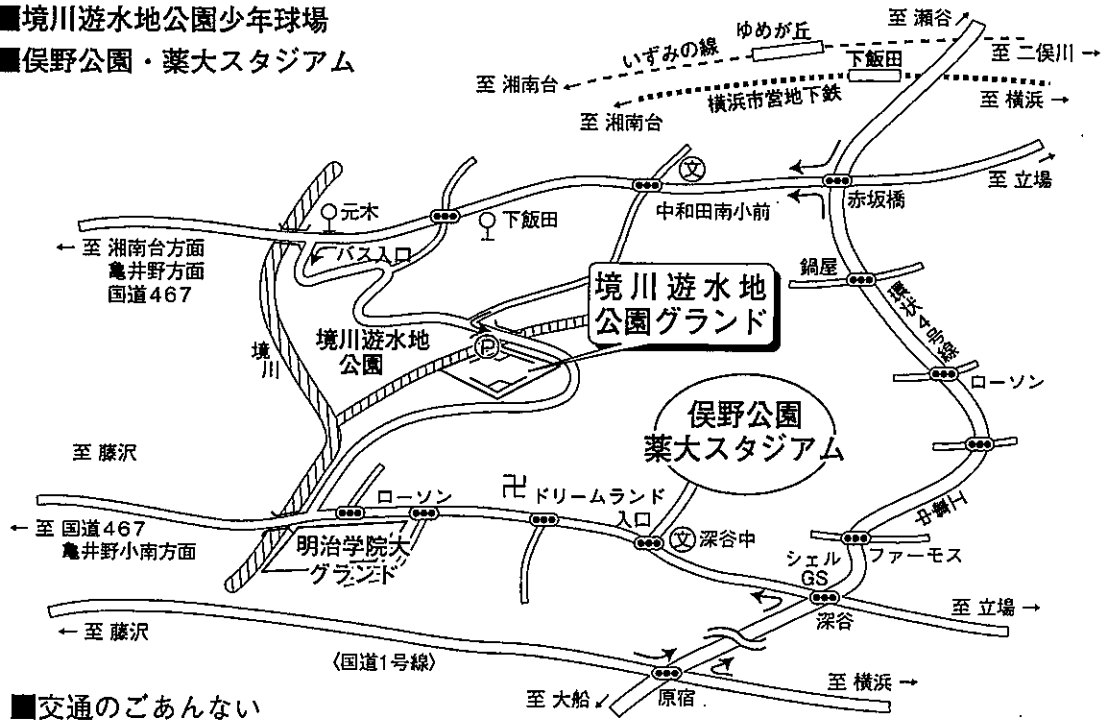 ■境川遊水地公園少年球場
■俣野公園・薬大スタジアム
至 瀬谷
ゆめが丘
いずみの線
至 二俣川 →
至 湘南台
下飯田
横浜市営地下鉄
至 横浜 →
至 湘南台
文
至 立場
元木
下飯田
中和田南小前
赤坂橋
← 至 湘南台方面
亀井野方面
国道467
バス入口
鍋屋
境川遊水地
公園グランド
環状4号線
境川
境川遊水地
公園
P
ローソン
俣野公園
薬大スタジアム
至 藤沢
ローソン
卍
ドリームランド
入口
工事中
← 至 国道467
亀井野小南方面
明治学院大
グランド
文
深谷中
シェル
GS
ファーモス
深谷
至 立場 →
← 至 藤沢
〈国道1号線〉
至 大船
原宿
至 横浜 →
■交通のごあんない